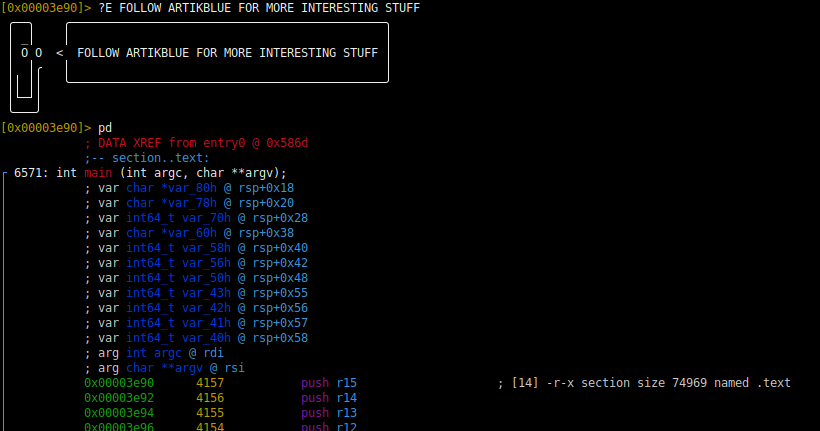 [0x00003e90]> ?E FOLLOW ARTIKBLUE FOR MORE INTERESTING STUFF
O O < FOLLOW ARTIKBLUE FOR MORE INTERESTING STUFF
[0x00003e90]> pd
; DATA XREF from entry0 @ 0x586d
;-- section..text:
6571: int main (int argc, char **argv);
; var char *var_80h @ rsp+0x18
; var char *var_78h @ rsp+0x20
; var int64_t var_70h @ rsp+0x28
; var char *var_60h @ rsp+0x38
; var int64_t var_58h @ rsp+0x40
; var int64_t var_56h @ rsp+0x42
; var int64_t var_50h @ rsp+0x48
; var int64_t var_43h @ rsp+0x55
; var int64_t var_42h @ rsp+0x56
; var int64_t var_41h @ rsp+0x57
; var int64_t var_40h @ rsp+0x58
; arg int argc @ rdi
; arg char **argv @ rsi
0x00003e90 4157 push r15 ; [14] -r-x section size 74969 named .text
0x00003e92 4156 push r14
0x00003e94 4155 push r13
0x00003e96 4154 push r12